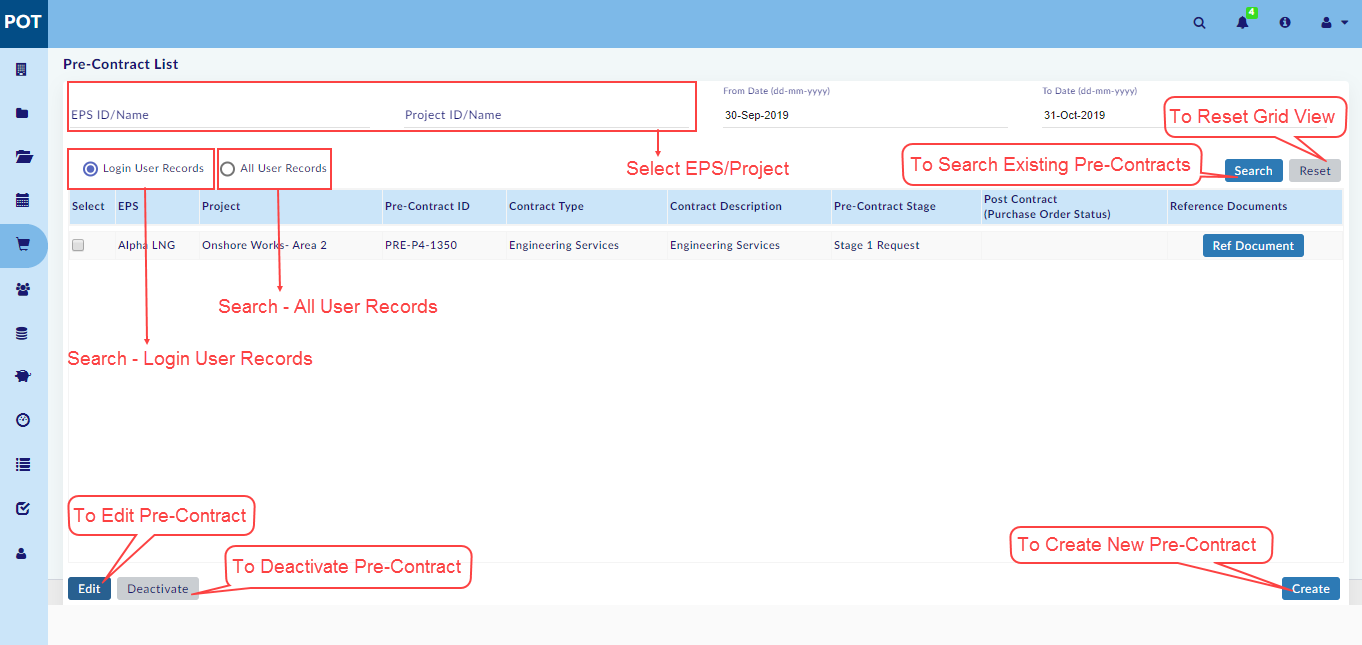 POT
4
Pre-Contract List
From Date (dd-mm-yyyy)
To Date (dd-mm-yyyy)
EPS ID/Name
Project ID/Name
30-Sep-2019
31-Oct-2019
To Reset Grid View
Login User Records
All User Records
Select EPS/Project
To Search Existing Pre-Contracts
Search
Reset
Select
EPS
Project
Pre-Contract ID
Contract Type
Contract Description
Pre-Contract Stage
Post Contract
(Purchase Order Status)
Reference Documents
Alpha LNG
Onshore Works- Area 2
PRE-P4-1350
Engineering Services
Engineering Services
Stage 1 Request
Ref Document
Search - All User Records
Search - Login User Records
To Edit Pre-Contract
To Deactivate Pre-Contract
To Create New Pre-Contract
Edit
Deactivate
Create